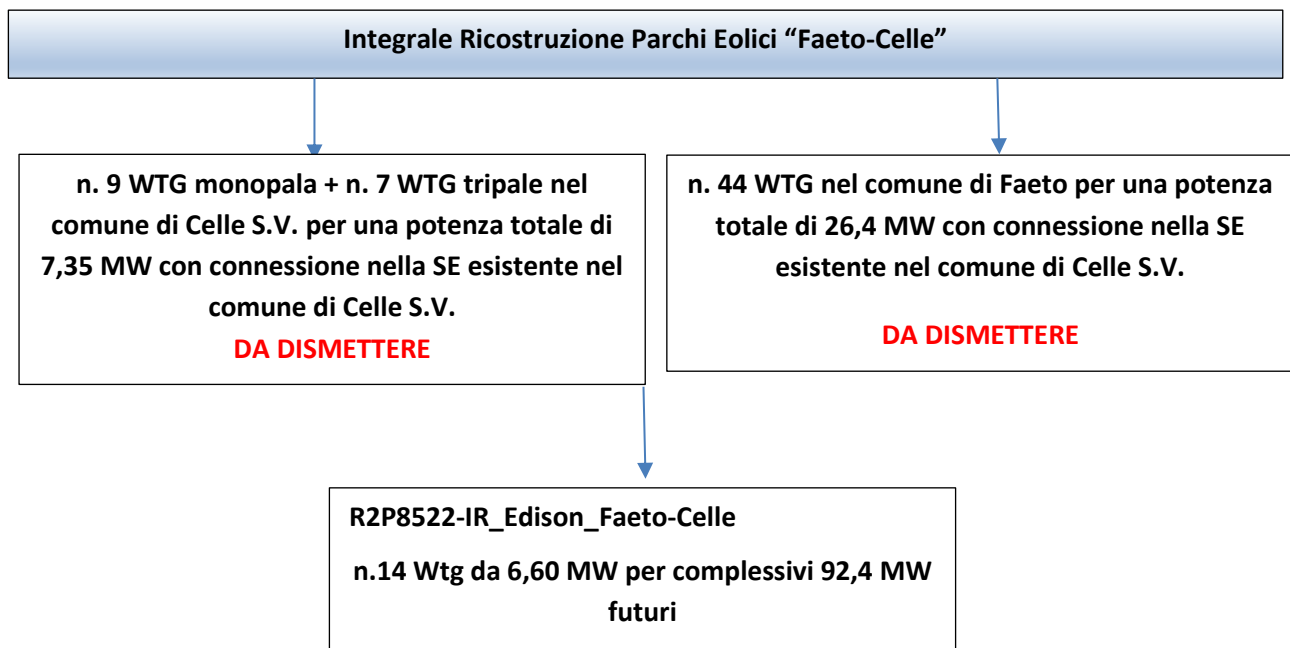 Integrale Ricostruzione Parchi Eolici “Faeto-Celle”
n. 9 WTG monopala + n. 7 WTG tripale nel
comune di Celle S.V. per una potenza totale di
7,35 MW con connessione nella SE esistente nel
comune di Celle S.V.
DA DISMETTERE
n. 44 WTG nel comune di Faeto per una potenza
totale di 26,4 MW con connessione nella SE
esistente nel comune di Celle S.V.
DA DISMETTERE
R2P8522-IR_Edison_Faeto-Celle
n.14 Wtg da 6,60 MW per complessivi 92,4 MW
futuri